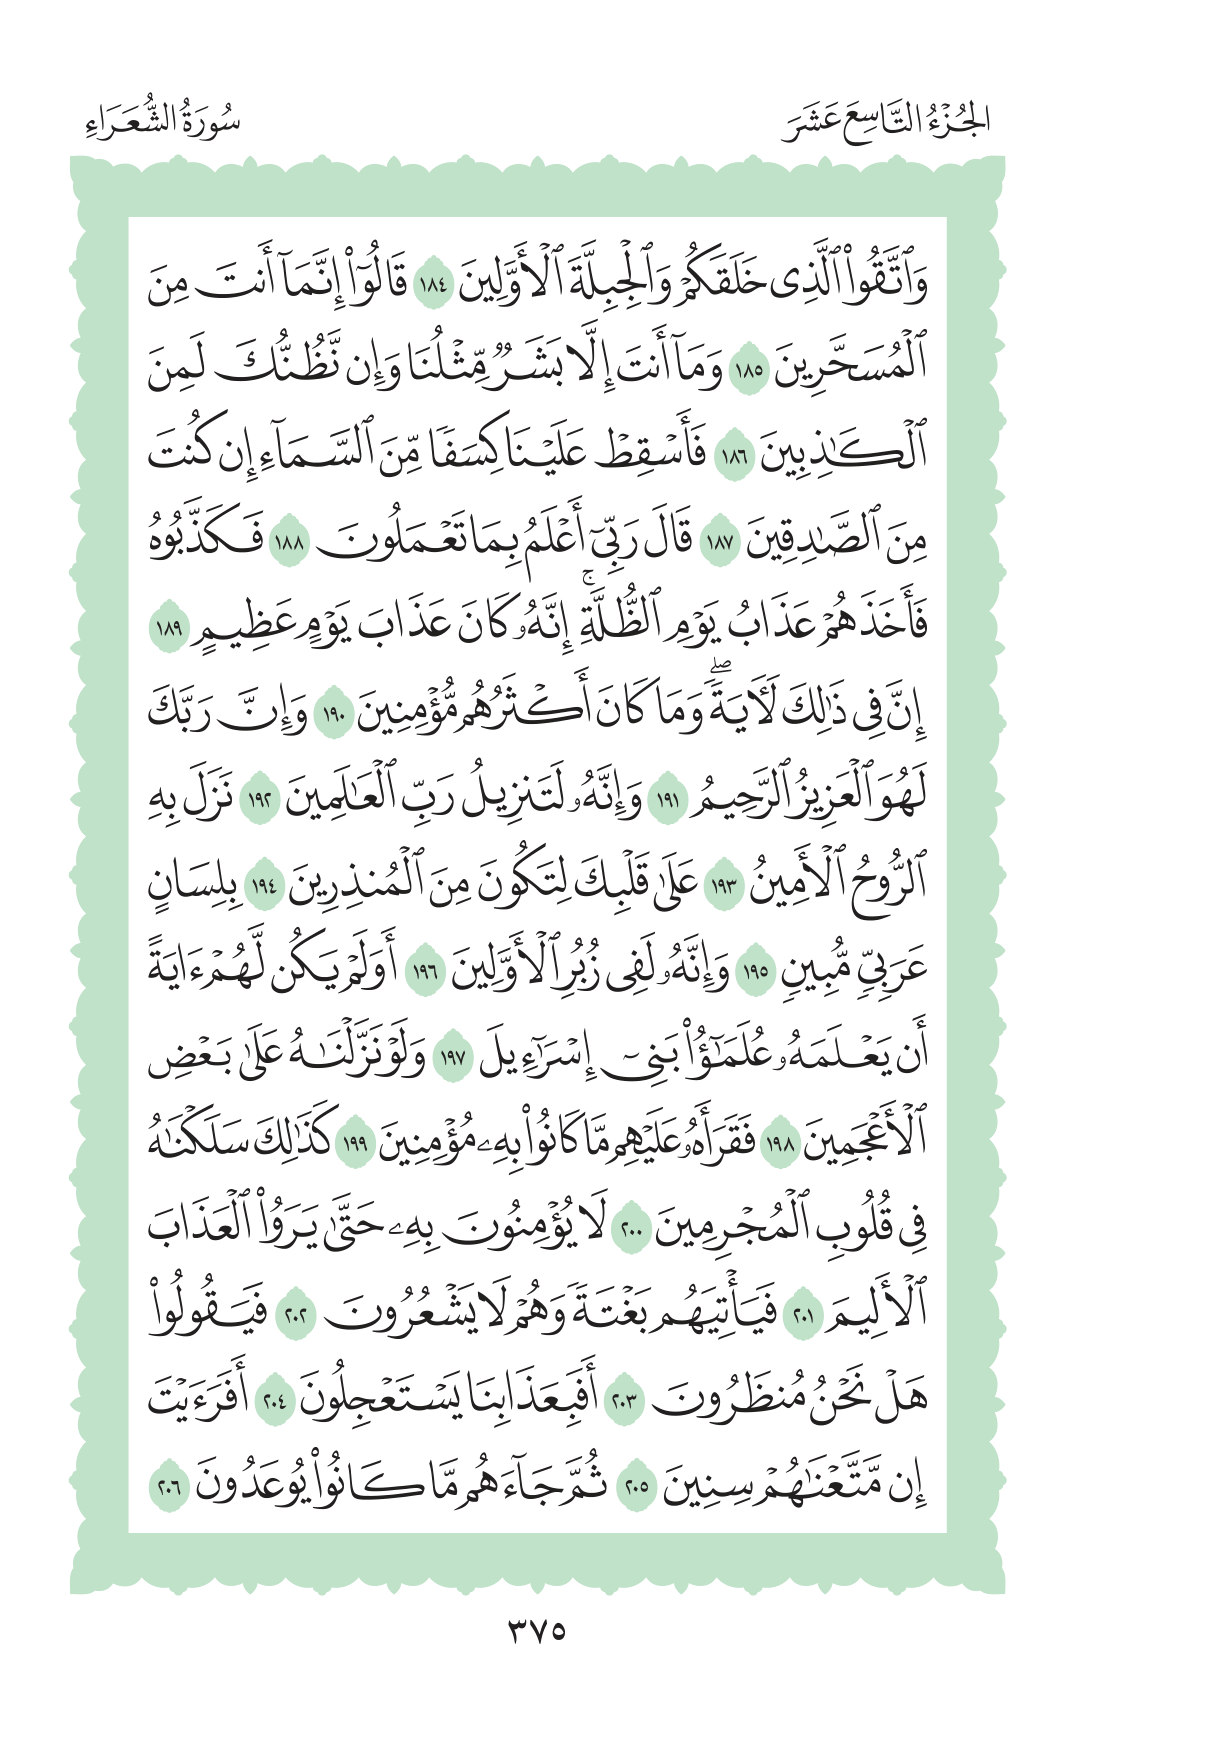 الجُزْءُ التَّاسِعَ عَشَرَ
سُورَةُ الشُّعَرَاءِ
وَٱتَّقُوا۟ ٱلَّذِى خَلَقَكُمْ وَٱلْجِبِلَّةَ ٱلْأَوَّلِينَ ١٨٤ قَالُوٓا۟ إِنَّمَآ أَنتَ مِنَ
ٱلْمُسَحَّرِينَ ١٨٥ وَمَآ أَنتَ إِلَّا بَشَرٌ مِّثْلُنَا وَإِن نَّظُنُّكَ لَمِنَ
ٱلْكَـٰذِبِينَ ١٨٦ فَأَسْقِطْ عَلَيْنَا كِسَفًا مِّنَ ٱلسَّمَآءِ إِن كُنتَ
مِنَ ٱلصَّـٰدِقِينَ ١٨٧ قَالَ رَبِّىٓ أَعْلَمُ بِمَا تَعْمَلُونَ ١٨٨ فَكَذَّبُوهُ
فَأَخَذَهُمْ عَذَابُ يَوْمِ ٱلظُّلَّةِ ۚ إِنَّهُۥ كَانَ عَذَابَ يَوْمٍ عَظِيمٍ ١٨٩
إِنَّ فِى ذَٰلِكَ لَـَٔايَةً ۖ وَمَا كَانَ أَكْثَرُهُم مُّؤْمِنِينَ ١٩٠ وَإِنَّ رَبَّكَ
لَهُوَ ٱلْعَزِيزُ ٱلرَّحِيمُ ١٩١ وَإِنَّهُۥ لَتَنزِيلُ رَبِّ ٱلْعَـٰلَمِينَ ١٩٢ نَزَلَ بِهِ
ٱلرُّوحُ ٱلْأَمِينُ ١٩٣ عَلَىٰ قَلْبِكَ لِتَكُونَ مِنَ ٱلْمُنذِرِينَ ١٩٤ بِلِسَانٍ
عَرَبِىٍّ مُّبِينٍ ١٩٥ وَإِنَّهُۥ لَفِى زُبُرِ ٱلْأَوَّلِينَ ١٩٦ أَوَلَمْ يَكُن لَّهُمْ ءَايَةً
أَن يَعْلَمَهُۥ عُلَمَـٰٓؤُا۟ بَنِىٓ إِسْرَٰٓءِيلَ ١٩٧ وَلَوْ نَزَّلْنَـٰهُ عَلَىٰ بَعْضِ
ٱلْأَعْجَمِينَ ١٩٨ فَقَرَأَهُۥ عَلَيْهِم مَّا كَانُوا۟ بِهِۦ مُؤْمِنِينَ ١٩٩ كَذَٰلِكَ سَلَكْنَـٰهُ
فِى قُلُوبِ ٱلْمُجْرِمِينَ ٢٠٠ لَا يُؤْمِنُونَ بِهِۦ حَتَّىٰ يَرَوُا۟ ٱلْعَذَابَ
ٱلْأَلِيمَ ٢٠١ فَيَأْتِيَهُم بَغْتَةً وَهُمْ لَا يَشْعُرُونَ ٢٠٢ فَيَقُولُوا۟
هَلْ نَحْنُ مُنظَرُونَ ٢٠٣ أَفَبِعَذَابِنَا يَسْتَعْجِلُونَ ٢٠٤ أَفَرَءَيْتَ
إِن مَّتَّعْنَـٰهُمْ سِنِينَ ٢٠٥ ثُمَّ جَآءَهُم مَّا كَانُوا۟ يُوعَدُونَ ٢٠٦
٣٧٥